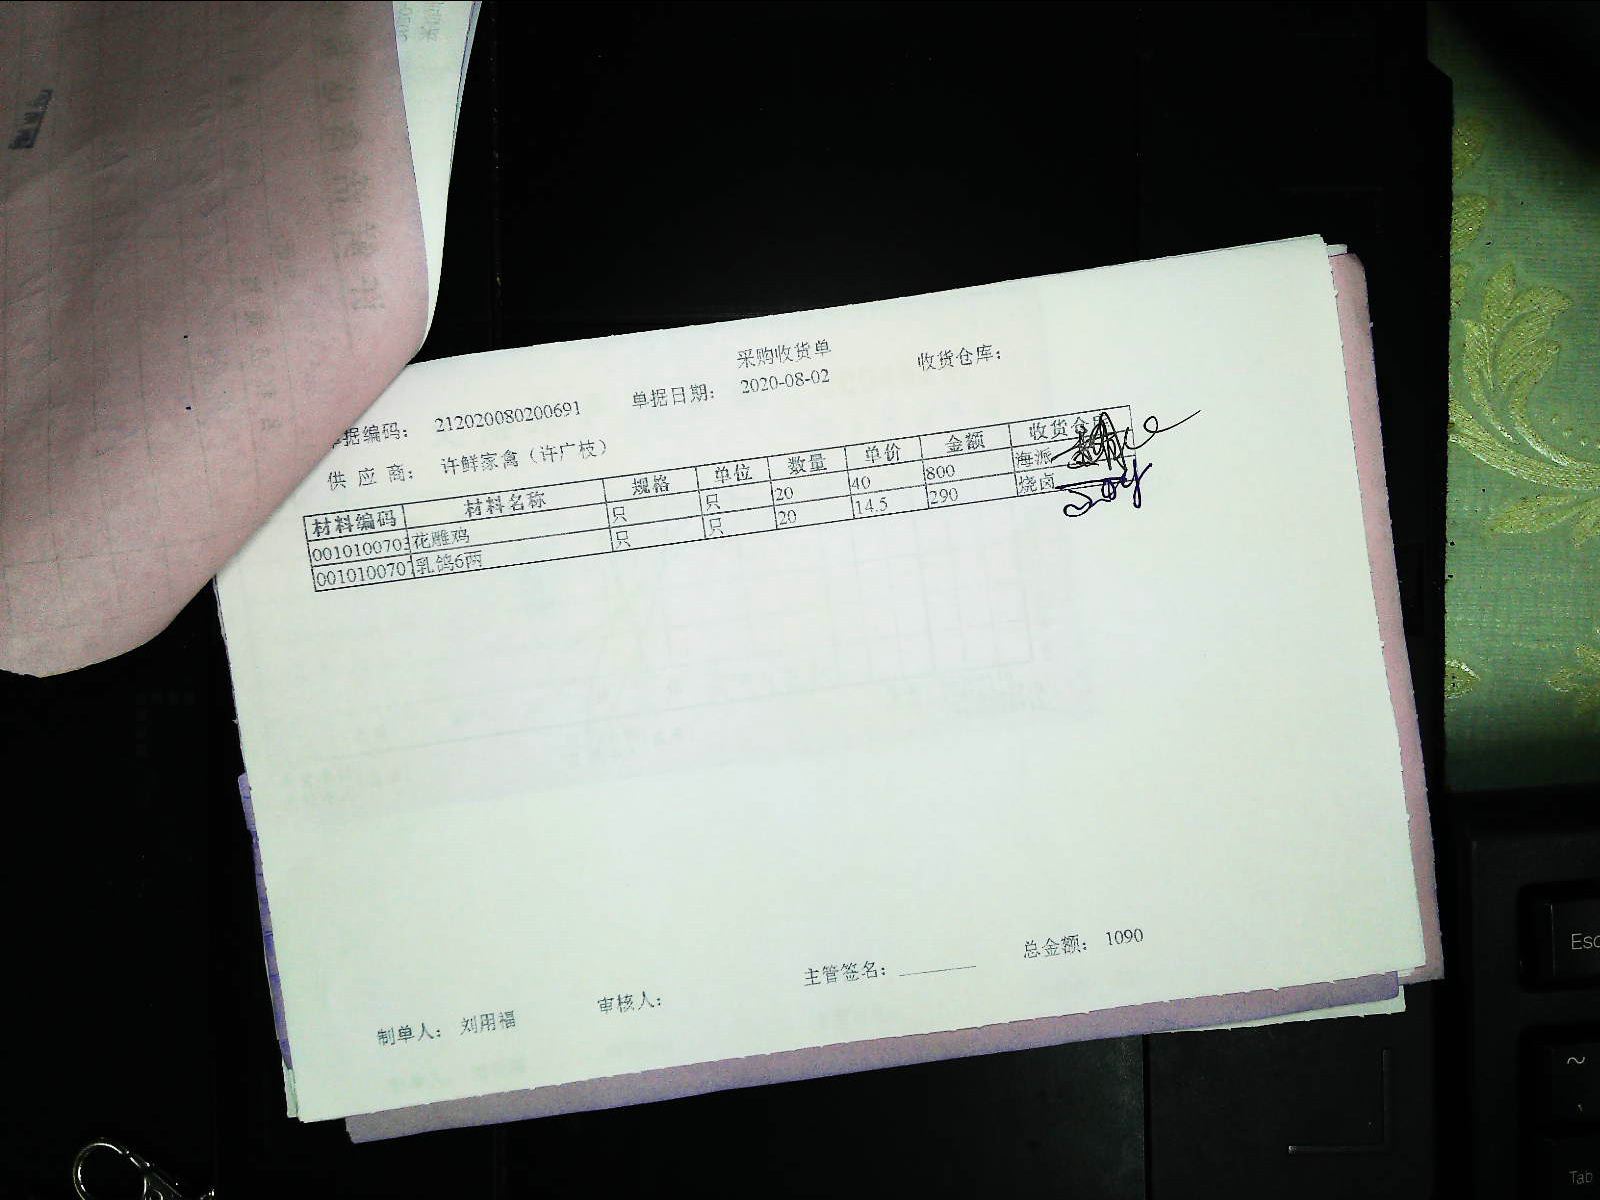 采购收货单
据编码: 212020080200691 单据日期: 2020-08-02 收货仓库:
供 应 商: 许鲜家禽（许广枝）
材料编码 材料名称 规格 单位 数量 单价 金额 收货仓库
001010070 花雕鸡 只 只 20 40 800 海派
0010100707 乳鸽6两 只 只 20 14.5 290 烧卤
总金额: 1090
制单人: 刘用福 审核人: 主管签名:
Esc
~
Tab